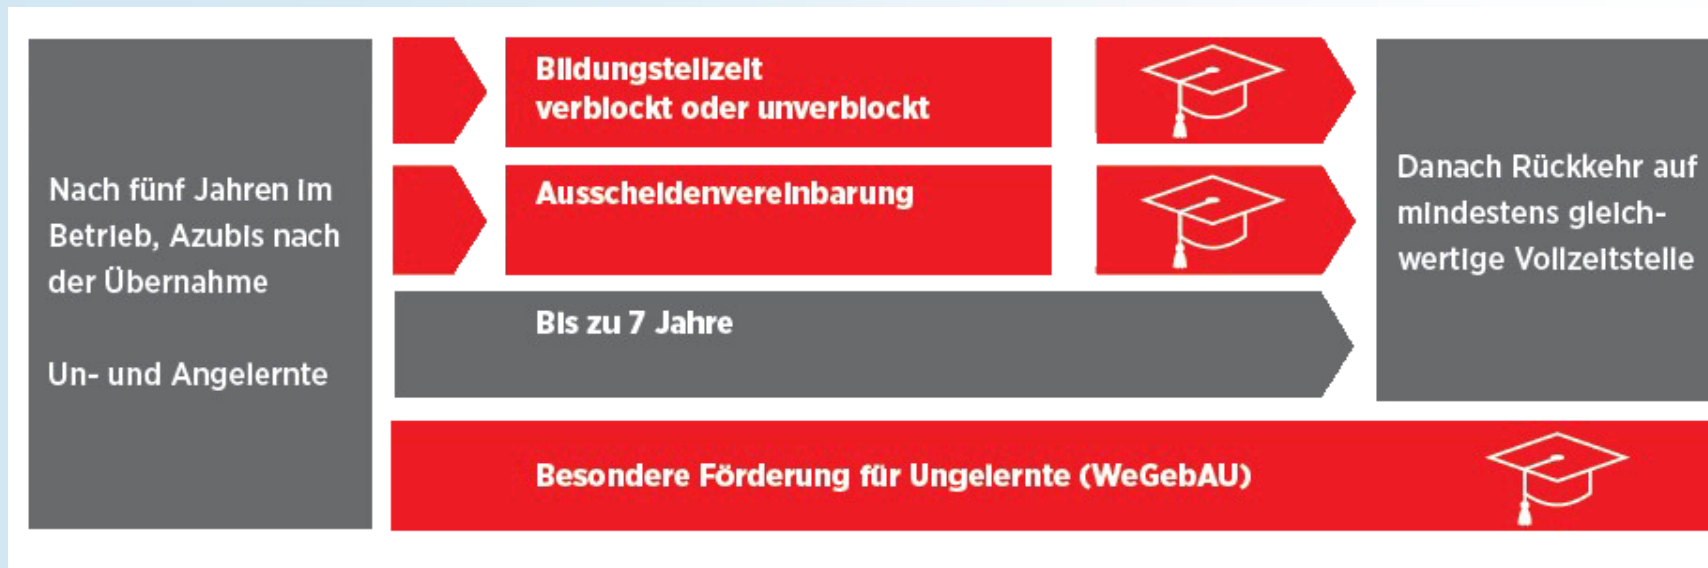 Nach fünf Jahren im
Betrieb, Azubis nach
der Übernahme
Un- und Angelernte
Bildungsteilzeit
verblockt oder unverblockt
Ausscheidenvereinbarung
Bis zu 7 Jahre
Besondere Förderung für Ungelernte (WeGebAU)
Danach Rückkehr auf
mindestens gleich-
wertige Vollzeitstelle